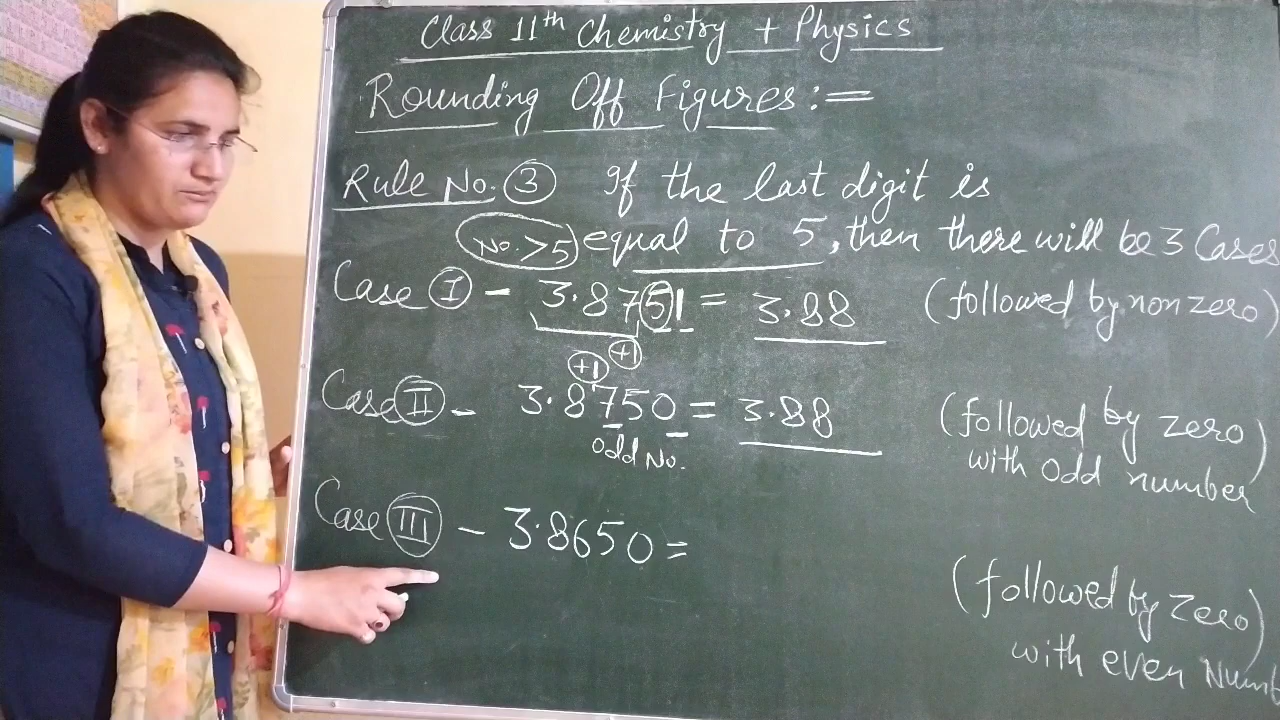 Class 11th Chemistry + Physics
Rounding Off Figures :=
Rule No. 3 If the last digit is
No. >5 equal to 5, then there will be 3 Cases
Case I - 3.8751 = 3.88 (followed by non zero)
+1 +1
Case II - 3.8750 = 3.88 (followed by zero)
odd No. with odd number
Case III - 3.8650 =
(followed by zero)
with even Numb